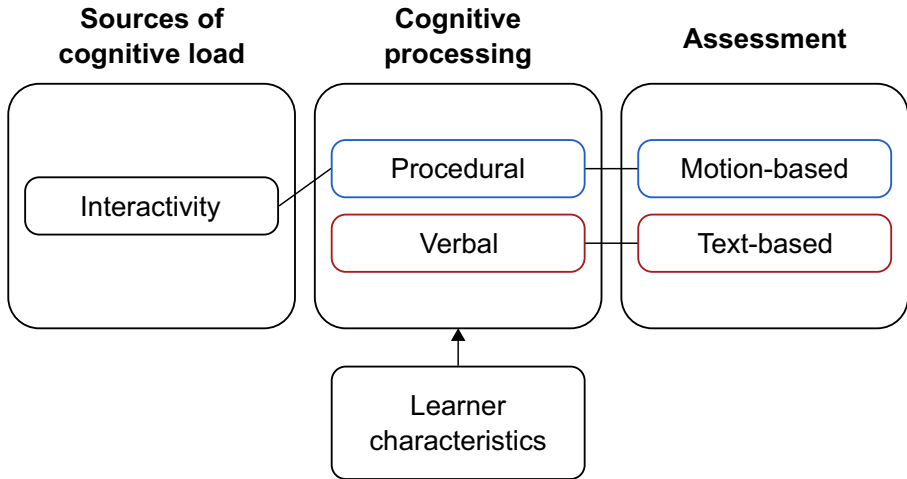 Sources of
cognitive load
Cognitive
processing
Assessment
Interactivity
Procedural
Verbal
Motion-based
Text-based
Learner
characteristics